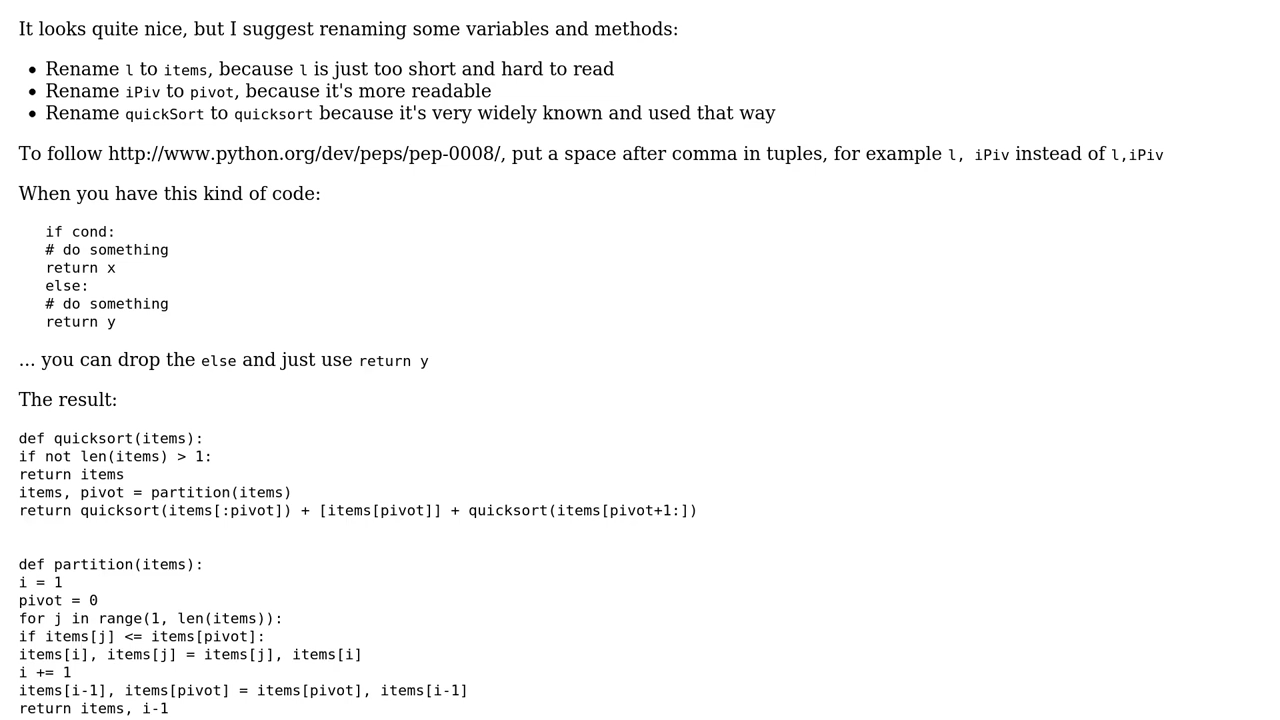 It looks quite nice, but I suggest renaming some variables and methods:
• Rename l to items, because l is just too short and hard to read
• Rename iPiv to pivot, because it's more readable
• Rename quickSort to quicksort because it's very widely known and used that way
To follow http://www.python.org/dev/peps/pep-0008/, put a space after comma in tuples, for example l, iPiv instead of l,iPiv
When you have this kind of code:
if cond:
# do something
return x
else:
# do something
return y
... you can drop the else and just use return y
The result:
def quicksort(items):
if not len(items) > 1:
return items
items, pivot = partition(items)
return quicksort(items[:pivot]) + [items[pivot]] + quicksort(items[pivot+1:])
def partition(items):
i = 1
pivot = 0
for j in range(1, len(items)):
if items[j] <= items[pivot]:
items[i], items[j] = items[j], items[i]
i += 1
items[i-1], items[pivot] = items[pivot], items[i-1]
return items, i-1